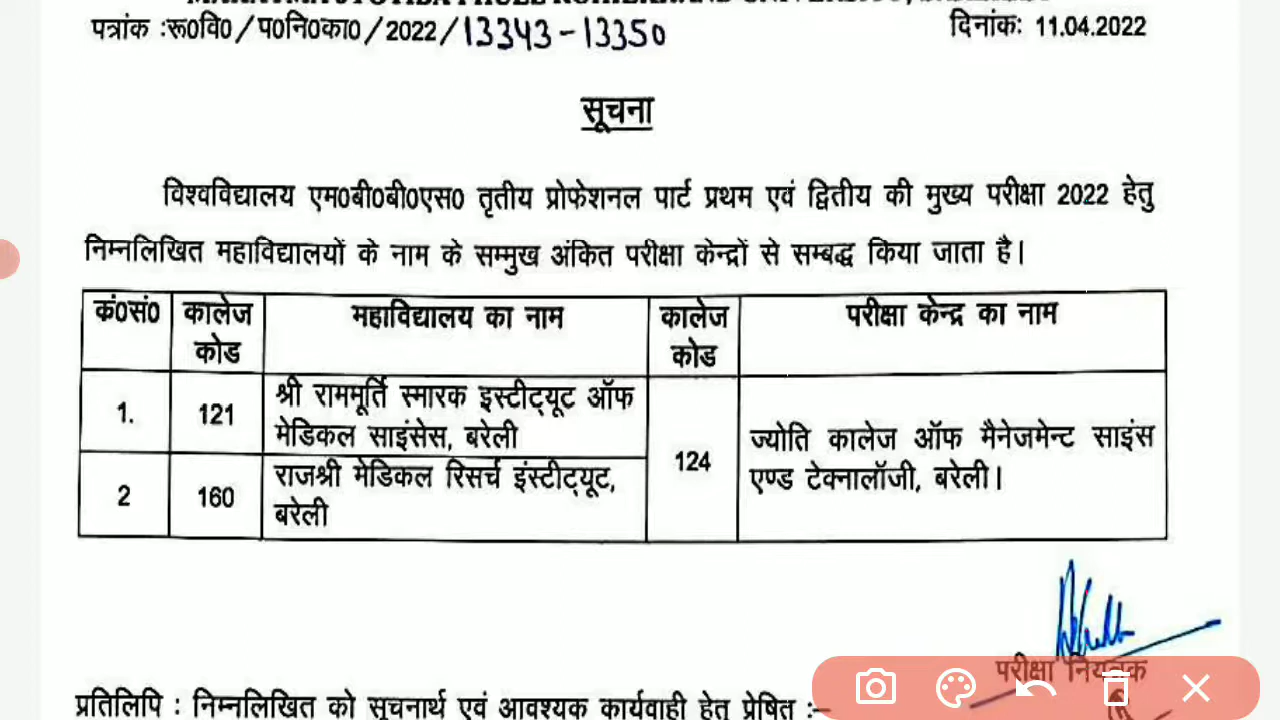 पत्रांक :रू0वि0/प0नि0का0/2022/13343-13350
दिनांक: 11.04.2022
सूचना
विश्वविद्यालय एम0बी0बी0एस0 तृतीय प्रोफेशनल पार्ट प्रथम एवं द्वितीय की मुख्य परीक्षा 2022 हेतु
निम्नलिखित महाविद्यालयों के नाम के सम्मुख अंकित परीक्षा केन्द्रों से सम्बद्ध किया जाता है।
कं0सं0
कालेज
कोड
महाविद्यालय का नाम
कालेज
कोड
परीक्षा केन्द्र का नाम
1.
121
श्री राममूर्ति स्मारक इस्टीट्यूट ऑफ
मेडिकल साइंसेस, बरेली
2
160
राजश्री मेडिकल रिसर्च इंस्टीट्यूट,
बरेली
124
ज्योति कालेज ऑफ मैनेजमेन्ट साइंस
एण्ड टेक्नालॉजी, बरेली।
परीक्षा नियंत्रक
प्रतिलिपि : निम्नलिखित को सूचनार्थ एवं आवश्यक कार्यवाही हेतु प्रेषित :–